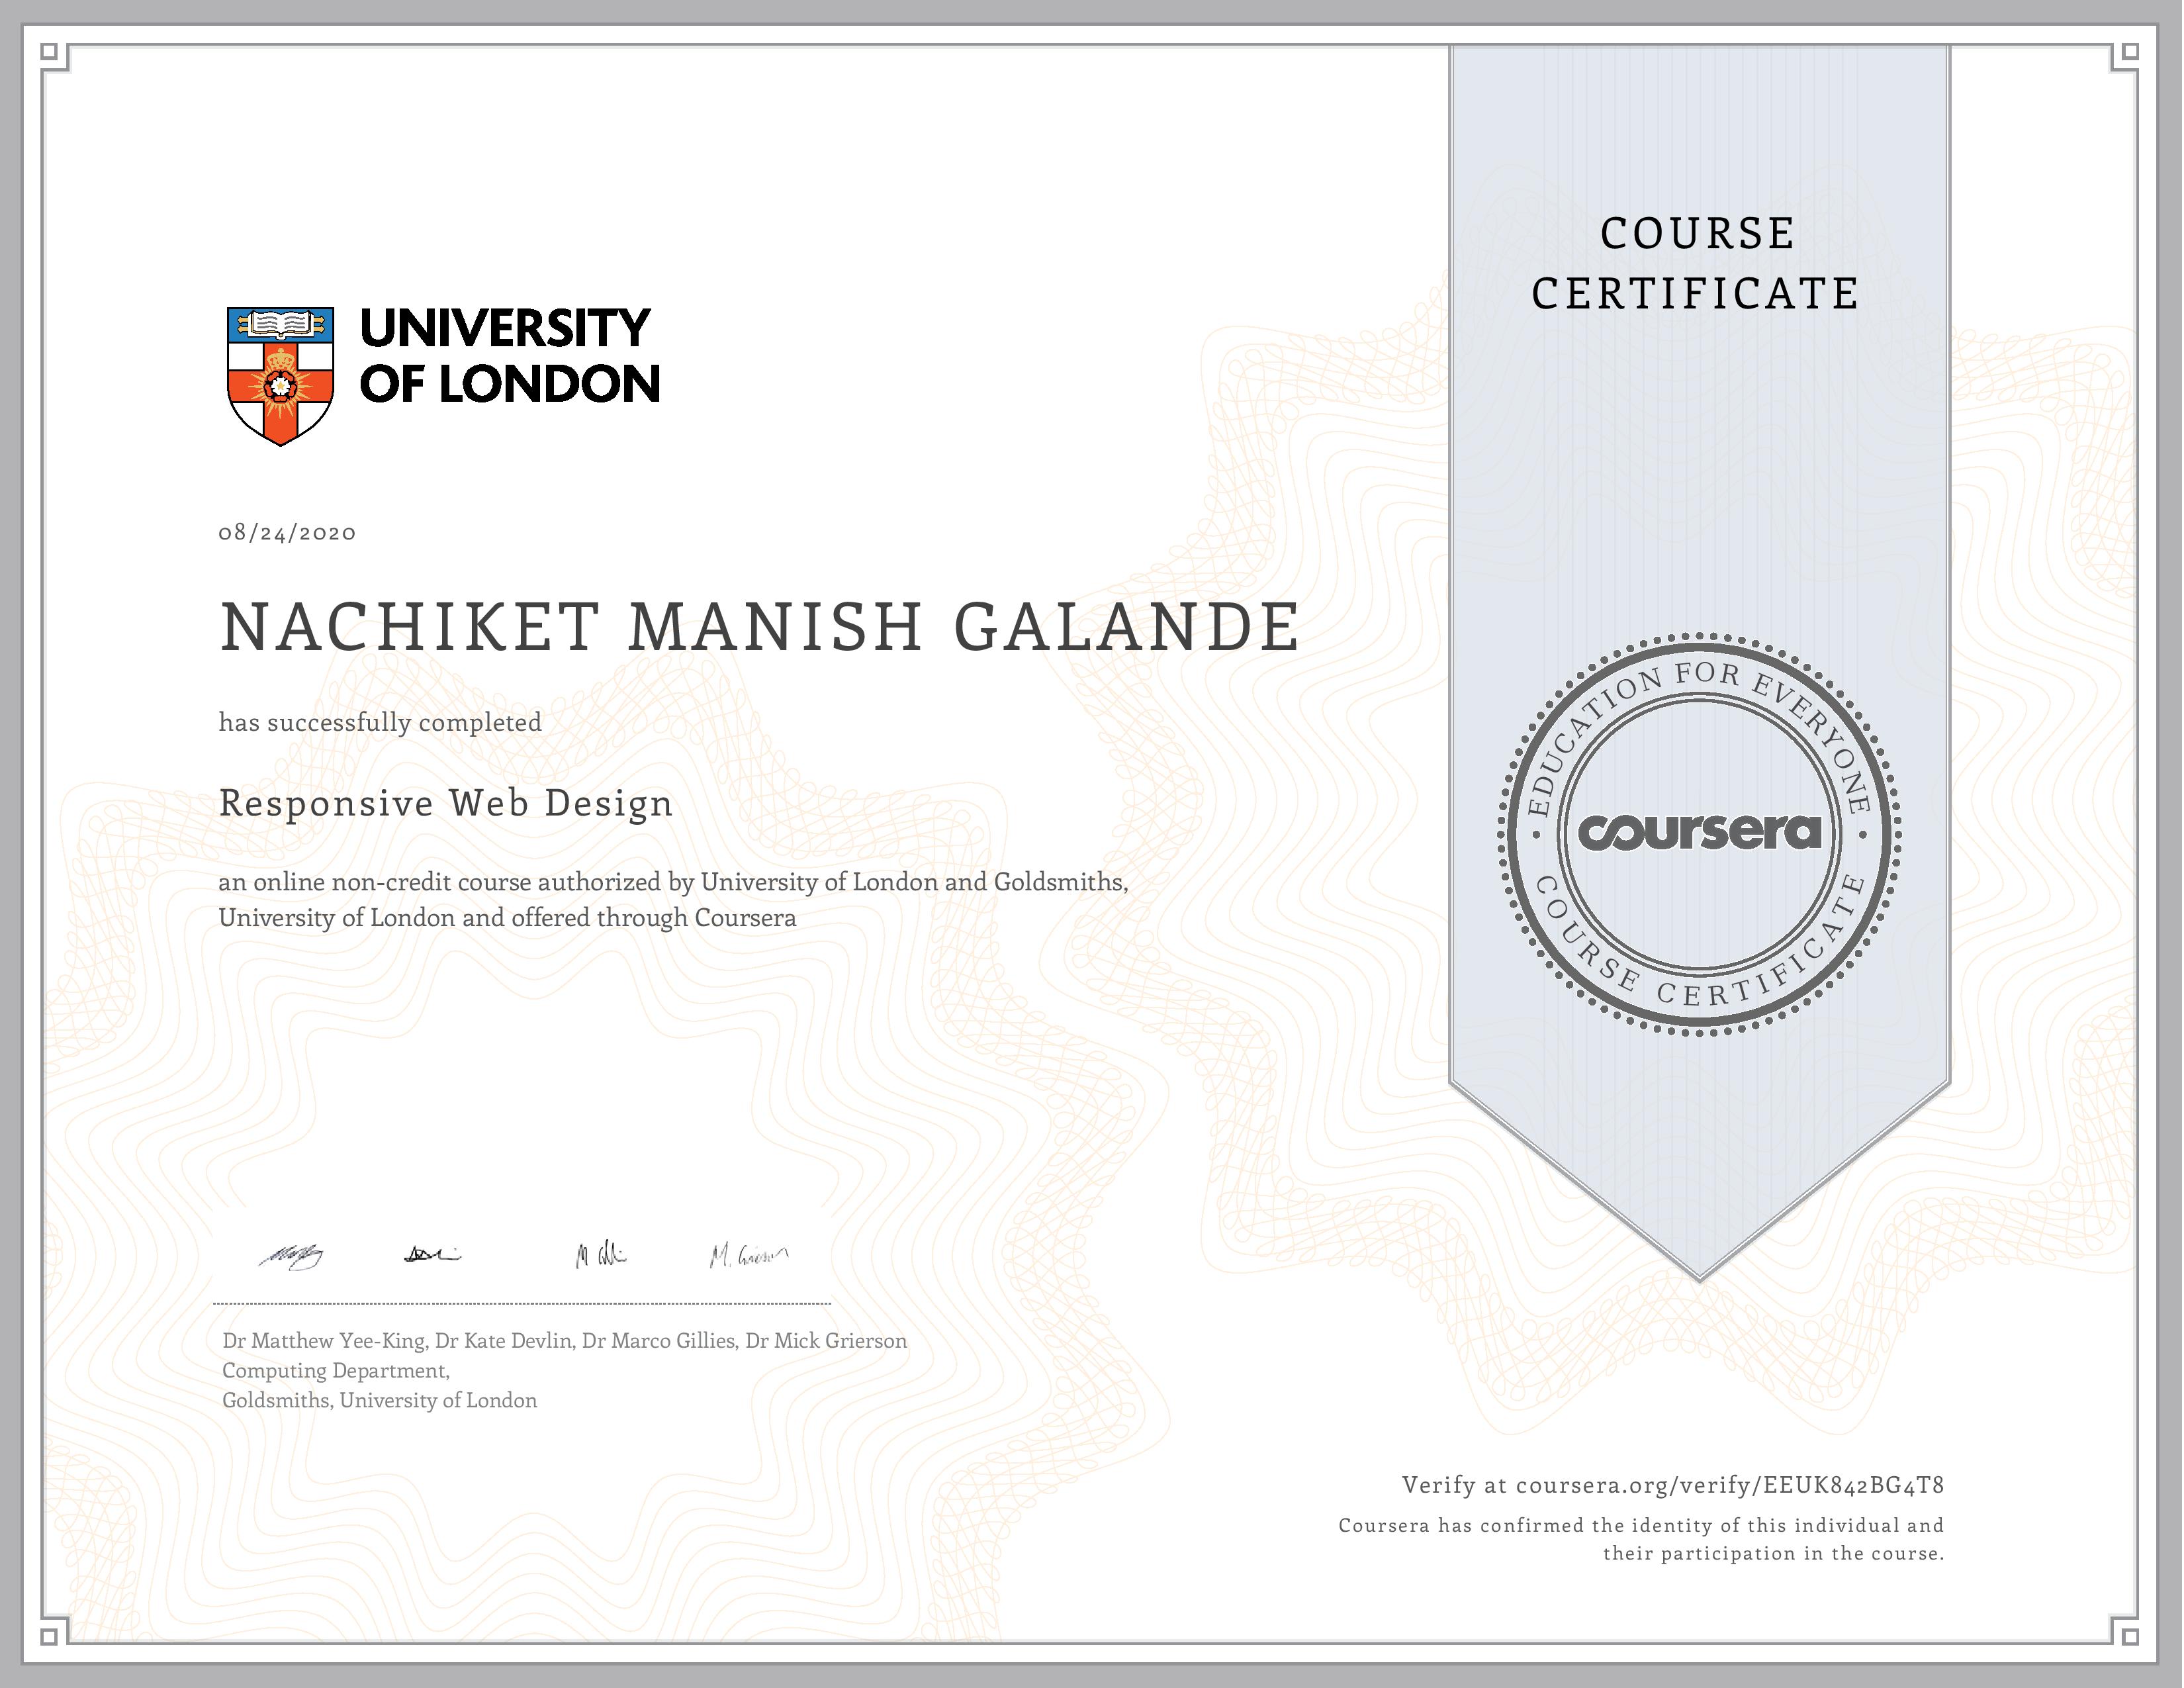 UNIVERSITY
OF LONDON
08/24/2020
NACHIKET MANISH GALANDE
has successfully completed
Responsive Web Design
an online non-credit course authorized by University of London and Goldsmiths,
University of London and offered through Coursera
M. Grierson
Dr Matthew Yee-King, Dr Kate Devlin, Dr Marco Gillies, Dr Mick Grierson
Computing Department,
Goldsmiths, University of London
COURSE
CERTIFICATE
EDUCATION FOR EVERYONE
coursera
COURSE CERTIFICATE
Verify at coursera.org/verify/EEUK842BG4T8
Coursera has confirmed the identity of this individual and
their participation in the course.